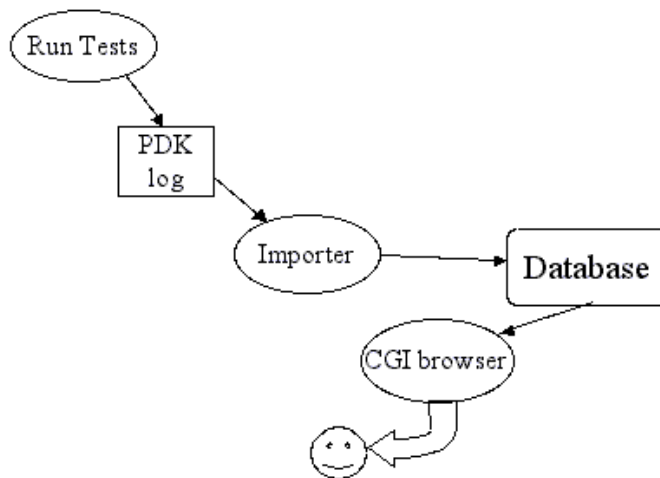 Run Tests
PDK
log
Importer
Database
CGI browser